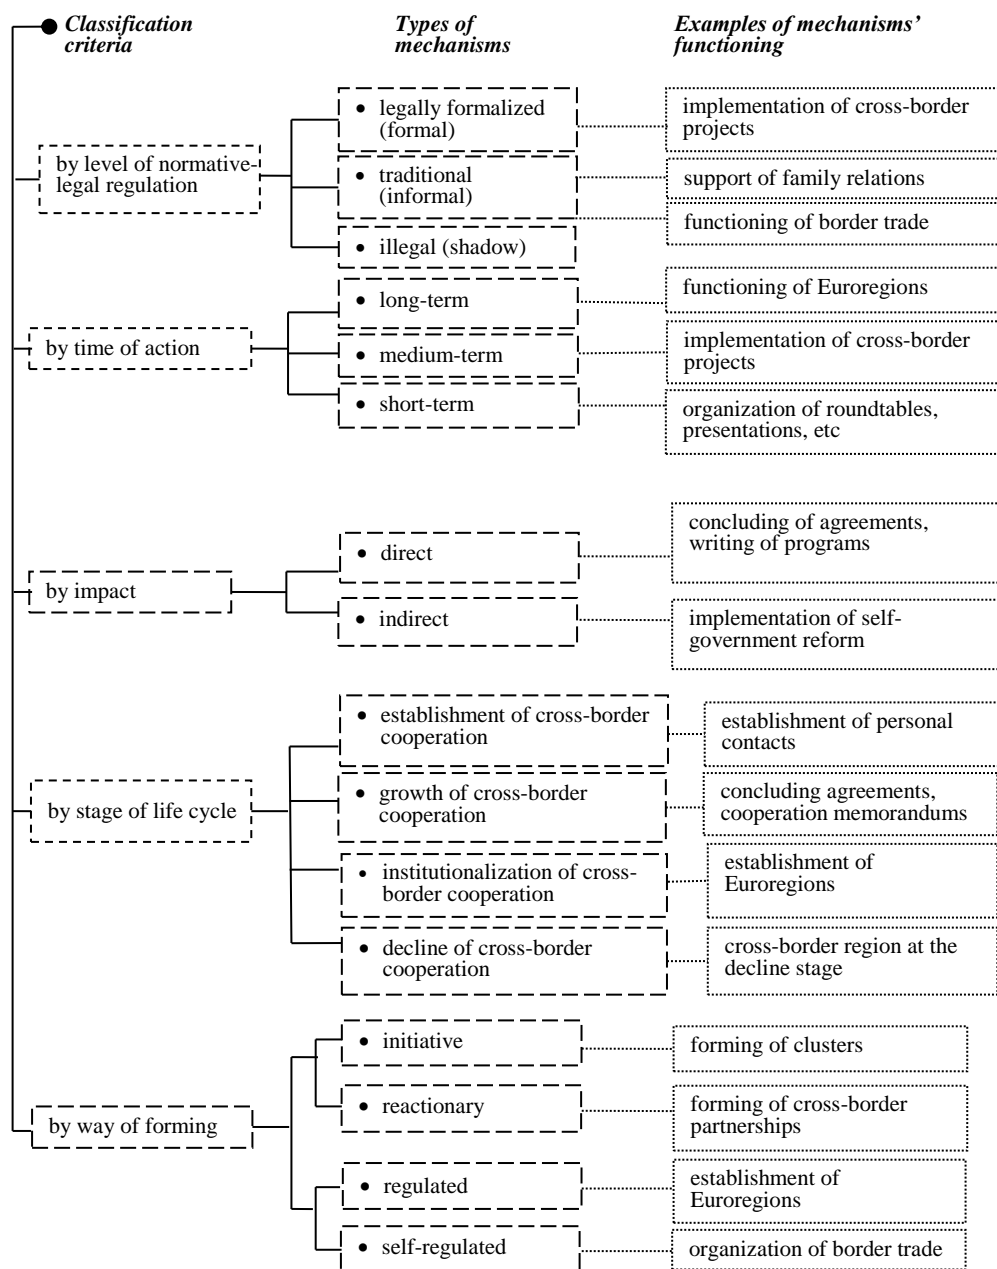 Classification
criteria
Types of
mechanisms
Examples of mechanisms’
functioning
by level of normative-
legal regulation
• legally formalized
(formal)
implementation of cross-border
projects
• traditional
(informal)
support of family relations
functioning of border trade
• illegal (shadow)
by time of action
• long-term
functioning of Euroregions
• medium-term
implementation of cross-border
projects
• short-term
organization of roundtables,
presentations, etc
by impact
• direct
concluding of agreements,
writing of programs
• indirect
implementation of self-
government reform
by stage of life cycle
• establishment of cross-border
cooperation
establishment of personal
contacts
• growth of cross-border
cooperation
concluding agreements,
cooperation memorandums
• institutionalization of cross-
border cooperation
establishment of
Euroregions
• decline of cross-border
cooperation
cross-border region at the
decline stage
by way of forming
• initiative
forming of clusters
• reactionary
forming of cross-border
partnerships
• regulated
establishment of
Euroregions
• self-regulated
organization of border trade